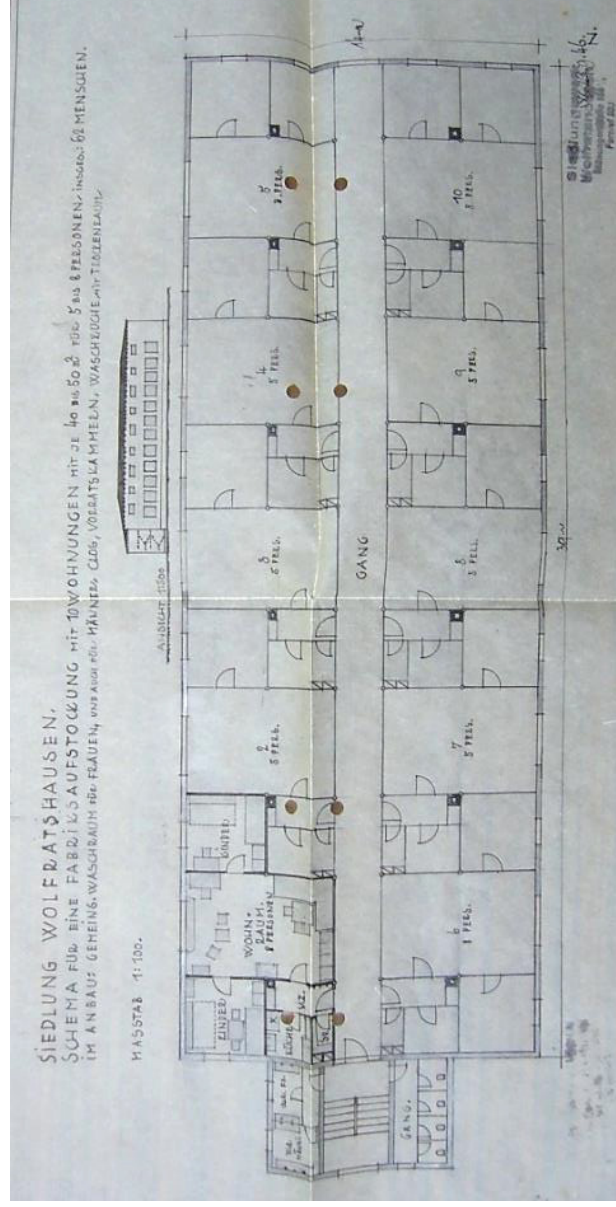 SIEDLUNG WOLFRATSHAUSEN.
SCHEMA FÜR EINE FABRIKSAUFSTOCKUNG MIT 10 WOHNUNGEN MIT JE 40 BIS 50 m² FÜR 5 BIS 8 PERSONEN, INSGES: 62 MENSCHEN.
IM ANBAU: GEMEINS. WASCHRAUM FÜR FRAUEN, UND AUCH FÜR MÄNNER, CLOS, VORRATSKAMMERN, WASCHKÜCHE MIT TROCKENRAUM.
MASSTAB 1:100.
ANSICHT 1:500
KINDER
WOHN-
RAUM.
8 PERSONEN
KINDER
KÜCHE
VZ.
2
5 PERS.
3
5 PERS.
4
5 PERS.
5
8 PERS.
GANG
6
8 PERS.
7
5 PERS.
8
5 PERS.
9
5 PERS.
10
8 PERS.
GANG.